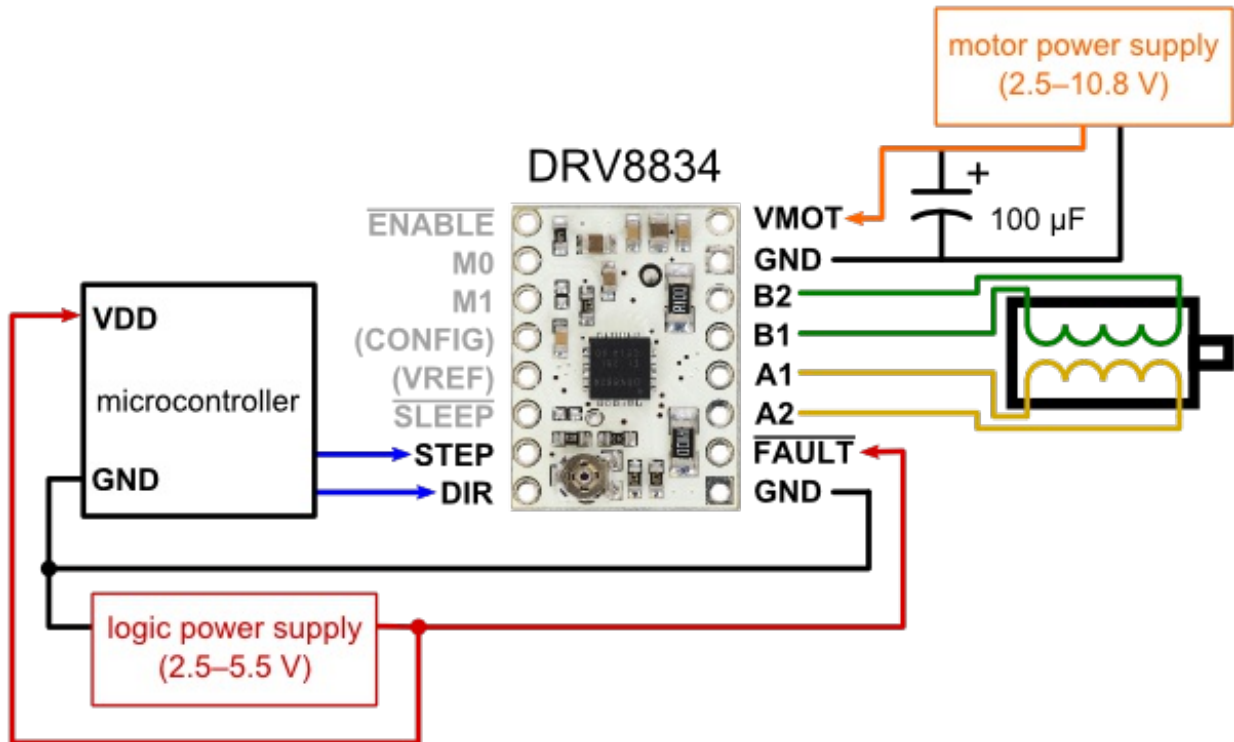 motor power supply
(2.5–10.8 V)
DRV8834
+
100 µF
ENABLE
M0
M1
(CONFIG)
(VREF)
SLEEP
STEP
DIR
VMOT
GND
B2
B1
A1
A2
FAULT
GND
VDD
microcontroller
GND
logic power supply
(2.5–5.5 V)
R100